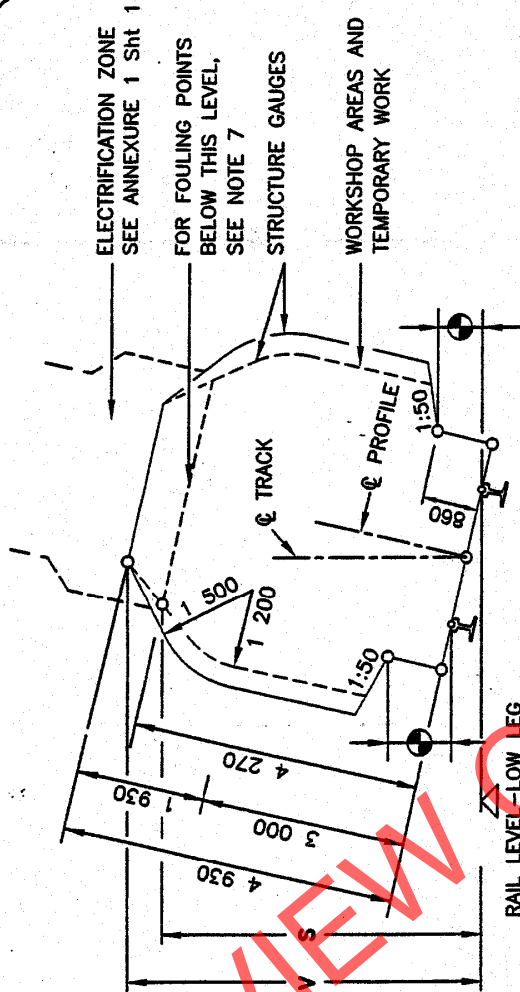 ELECTRIFICATION ZONE
SEE ANNEXURE 1 Sht 1
FOR FOULING POINTS
BELOW THIS LEVEL,
SEE NOTE 7
STRUCTURE GAUGES
WORKSHOP AREAS AND
TEMPORARY WORK
℄ TRACK
℄ PROFILE
1 500
1 200
1:50
1:50
860
4 270
1 930
3 000
4 930
S
V
RAIL LEVEL-LOW LEG
VIEW